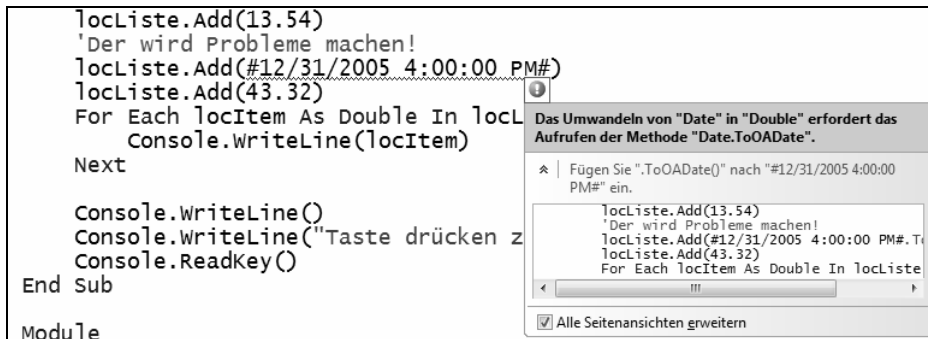 locListe.Add(13.54)
'Der wird Probleme machen!
locListe.Add(#12/31/2005 4:00:00 PM#)
locListe.Add(43.32)
For Each locItem As Double In locL
Console.WriteLine(locItem)
Next
Console.WriteLine()
Console.WriteLine("Taste drücken z
Console.ReadKey()
End Sub
Module
Das Umwandeln von "Date" in "Double" erfordert das
Aufrufen der Methode "Date.ToOADate".
Fügen Sie ".ToOADate()" nach "#12/31/2005 4:00:00
PM#" ein.
locListe.Add(13.54)
'Der wird Probleme machen!
locListe.Add(#12/31/2005 4:00:00 PM#.To
locListe.Add(43.32)
For Each locItem As Double In locListe
Alle Seitenansichten erweitern